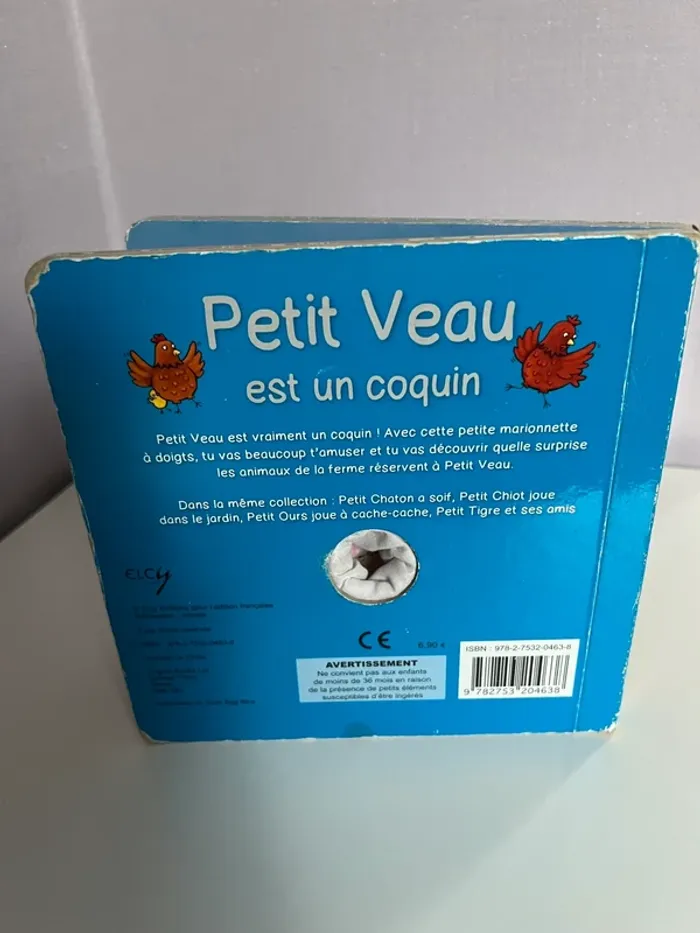 Petit Veau
est un coquin
Petit Veau est vraiment un coquin ! Avec cette petite marionnette
à doigts, tu vas beaucoup t'amuser et tu vas découvrir quelle surprise
les animaux de la ferme réservent à Petit Veau.
Dans la même collection : Petit Chaton a soif, Petit Chiot joue
dans le jardin, Petit Ours joue à cache-cache, Petit Tigre et ses amis
ELCY
CE
6,90 €
AVERTISSEMENT
Ne convient pas aux enfants
de moins de 36 mois en raison
de la présence de petits éléments
susceptibles d'être ingérés
ISBN : 978-2-7532-0463-8
9 782753 204638